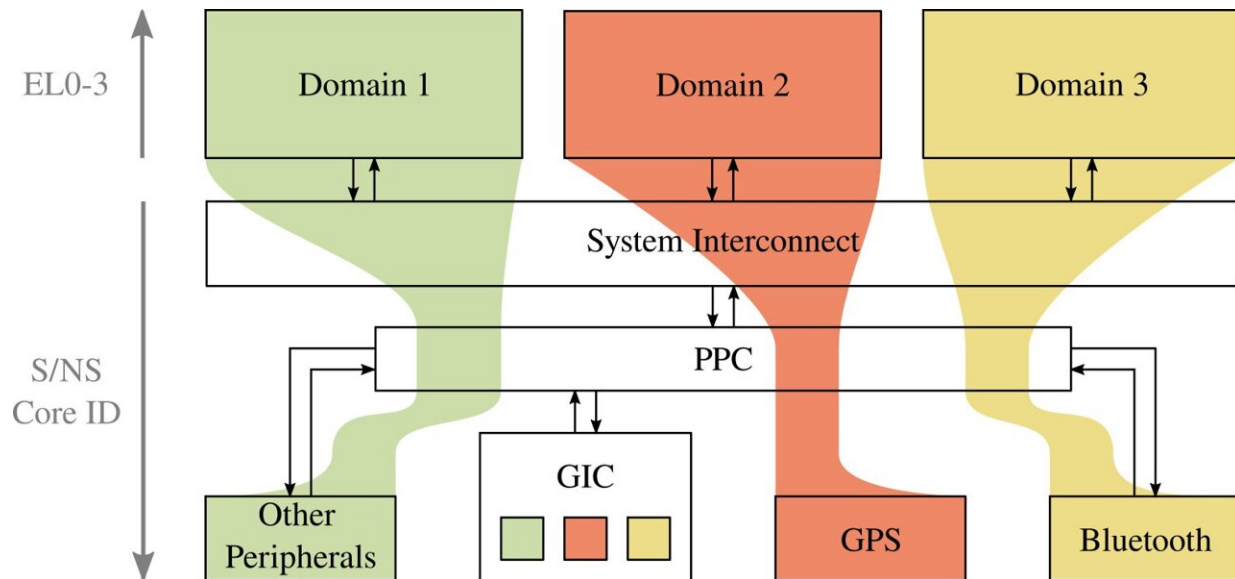 EL0-3
Domain 1
Domain 2
Domain 3
System Interconnect
S/NS
Core ID
PPC
GIC
Other
Peripherals
GPS
Bluetooth